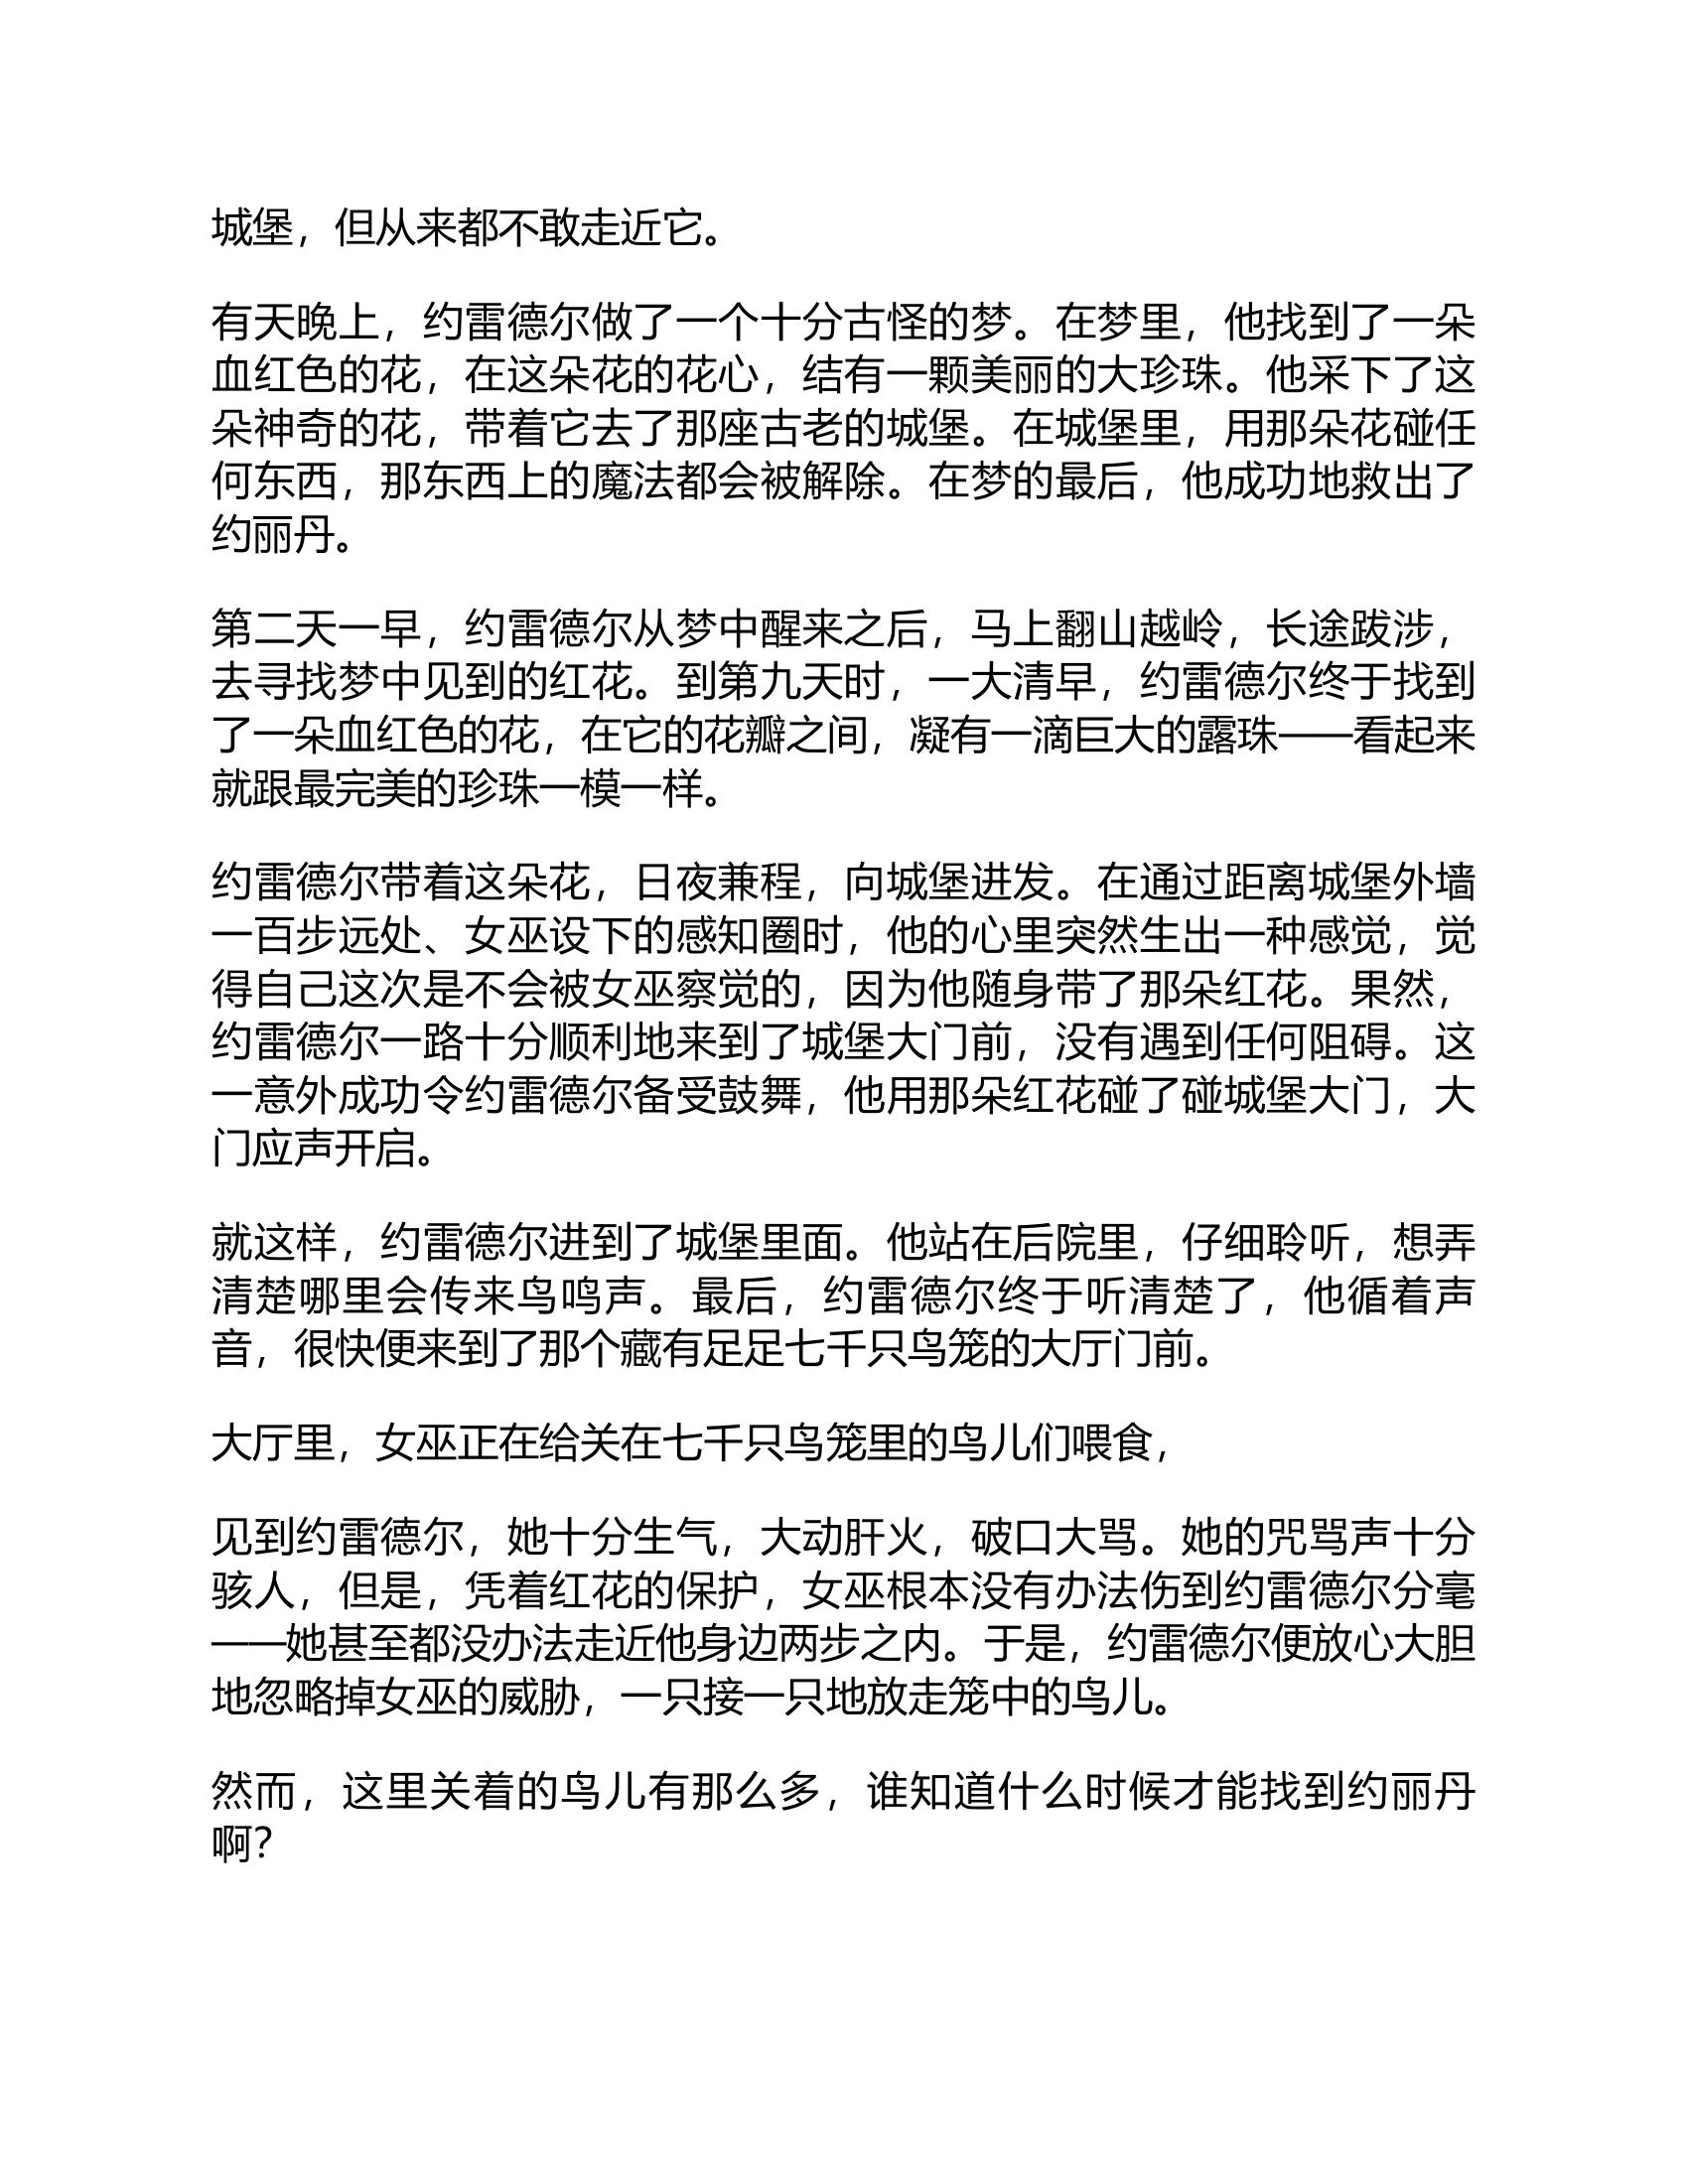 城堡，但从来都不敢走近它。
有天晚上，约雷德尔做了一个十分古怪的梦。在梦里，他找到了一朵
血红色的花，在这朵花的花心，结有一颗美丽的大珍珠。他采下了这
朵神奇的花，带着它去了那座古老的城堡。在城堡里，用那朵花碰任
何东西，那东西上的魔法都会被解除。在梦的最后，他成功地救出了
约丽丹。
第二天一早，约雷德尔从梦中醒来之后，马上翻山越岭，长途跋涉，
去寻找梦中见到的红花。到第九天时，一大清早，约雷德尔终于找到
了一朵血红色的花，在它的花瓣之间，凝有一滴巨大的露珠——看起来
就跟最完美的珍珠一模一样。
约雷德尔带着这朵花，日夜兼程，向城堡进发。在通过距离城堡外墙
一百步远处、女巫设下的感知圈时，他的心里突然生出一种感觉，觉
得自己这次是不会被女巫察觉的，因为他随身带了那朵红花。果然，
约雷德尔一路十分顺利地来到了城堡大门前，没有遇到任何阻碍。这
一意外成功令约雷德尔备受鼓舞，他用那朵红花碰了碰城堡大门，大
门应声开启。
就这样，约雷德尔进到了城堡里面。他站在后院里，仔细聆听，想弄
清楚哪里会传来鸟鸣声。最后，约雷德尔终于听清楚了，他循着声
音，很快便来到了那个藏有足足七千只鸟笼的大厅门前。
大厅里，女巫正在给关在七千只鸟笼里的鸟儿们喂食，
见到约雷德尔，她十分生气，大动肝火，破口大骂。她的咒骂声十分
骇人，但是，凭着红花的保护，女巫根本没有办法伤到约雷德尔分毫
——她甚至都没办法走近他身边两步之内。于是，约雷德尔便放心大胆
地忽略掉女巫的威胁，一只接一只地放走笼中的鸟儿。
然而，这里关着的鸟儿有那么多，谁知道什么时候才能找到约丽丹
啊？